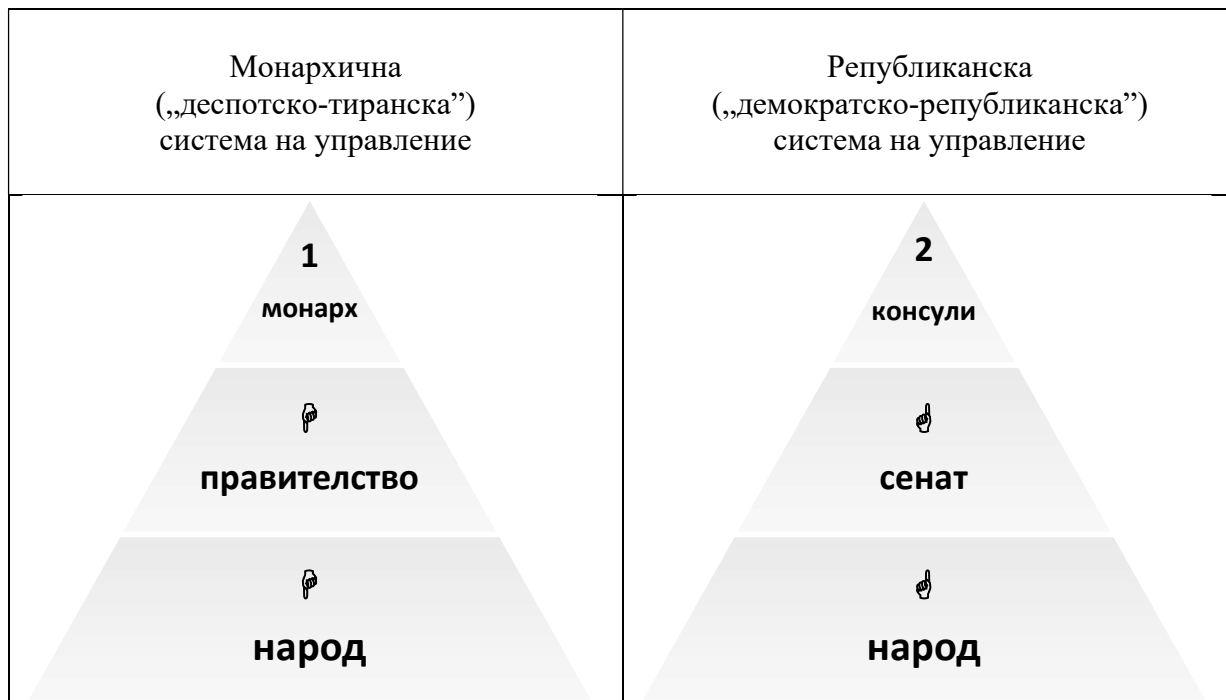 Монархична
(„деспотско-тиранска”)
система на управление
Републиканска
(„демократско-републиканска”)
система на управление
1
монарх
☟
правителство
☟
народ
2
консули
☝
сенат
☝
народ